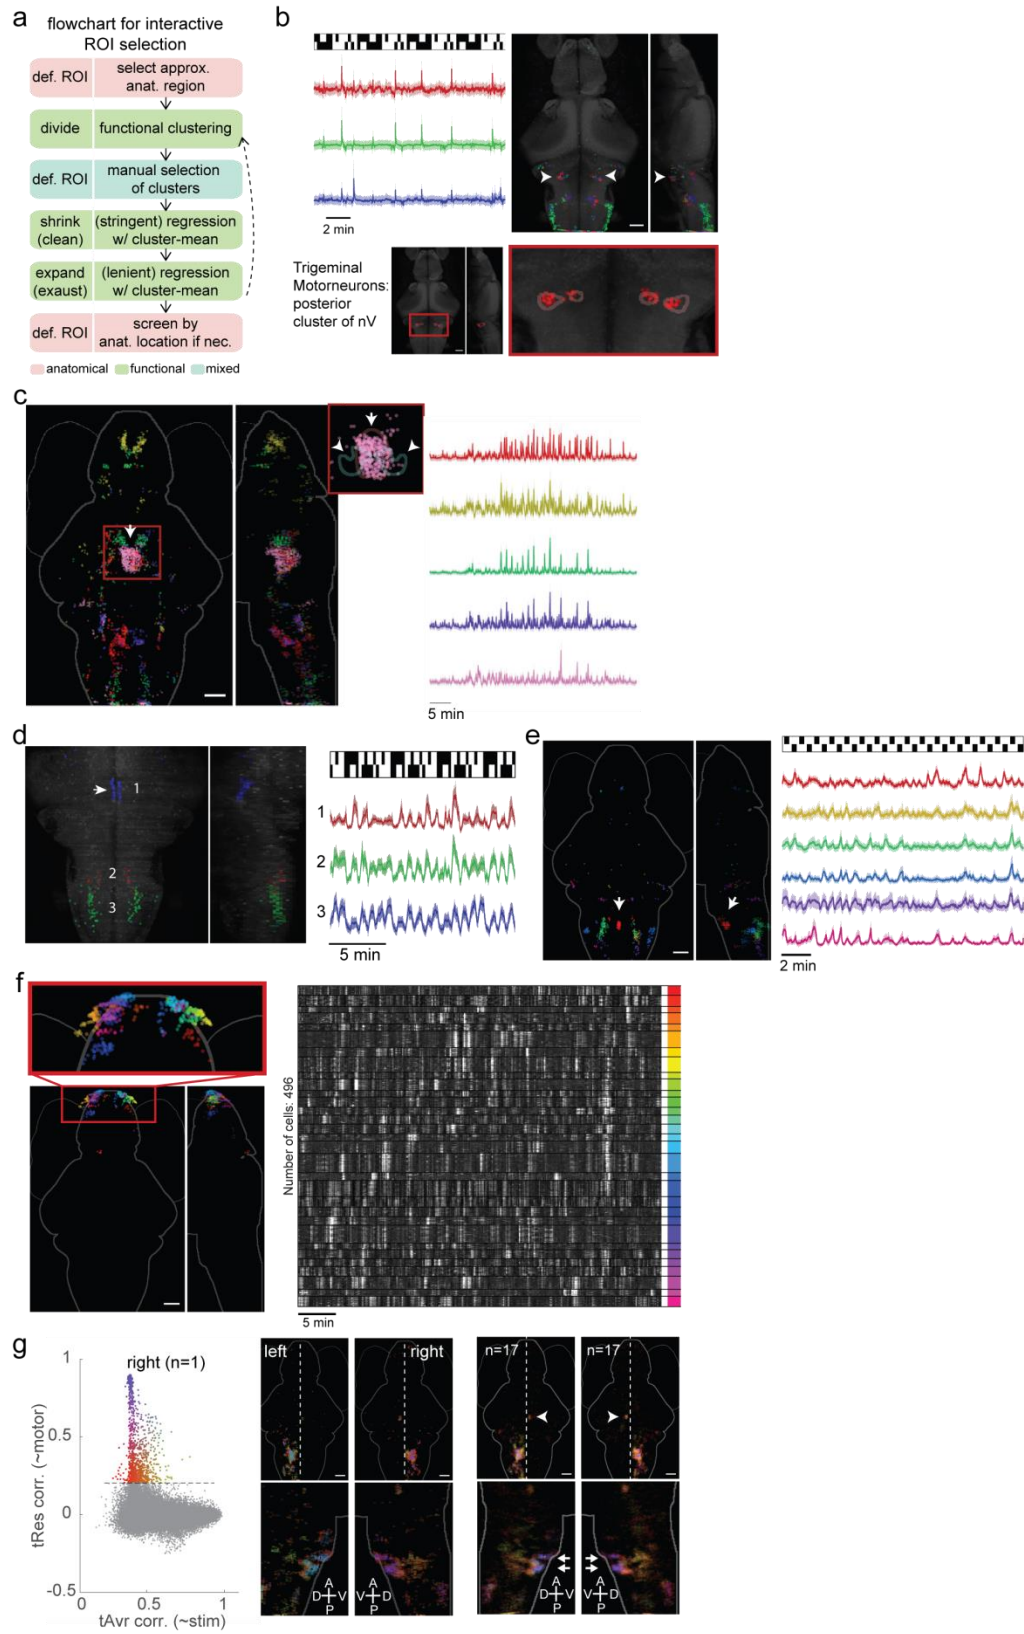 a
flowchart for interactive
ROI selection
def. ROI
select approx.
anat. region
divide
functional clustering
def. ROI
manual selection
of clusters
shrink
(clean)
(stringent) regression
w/ cluster-mean
expand
(exaust)
(lenient) regression
w/ cluster-mean
def. ROI
screen by
anat. location if nec.
anatomical
functional
mixed
b
2 min
Trigeminal
Motorneurons:
posterior
cluster of nV
c
5 min
d
1
2
3
1
2
3
5 min
e
2 min
f
Number of cells: 496
5 min
g
right (n=1)
tRes corr. (~motor)
1
0.5
0
-0.5
0
0.5
1
tAvr corr. (~stim)
left
right
n=17
n=17
A
D
V
P
A
V
D
P
A
D
V
P
A
V
D
P